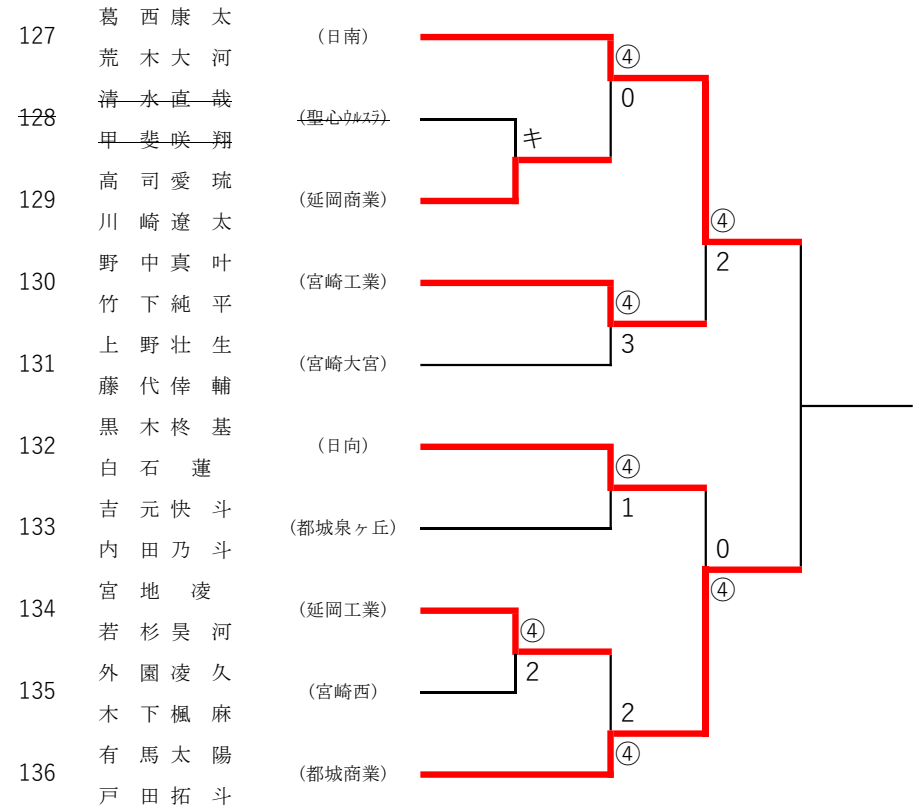 葛西康太
127 (日南)
荒木大河
④
清水直哉
0
128 (聖心ウルスラ)
甲斐咲翔
キ
高司愛琉
129 (延岡商業)
川崎遼太
④
野中真叶
2
130 (宮崎工業)
竹下純平
④
上野壮生
3
131 (宮崎大宮)
藤代倖輔
黒木柊基
132 (日向)
白石蓮
④
吉元快斗
1
133 (都城泉ヶ丘)
内田乃斗
0
宮地凌
④
134 (延岡工業)
若杉昊河
④
外園凌久
2
135 (宮崎西)
木下楓麻
2
有馬太陽
④
136 (都城商業)
戸田拓斗